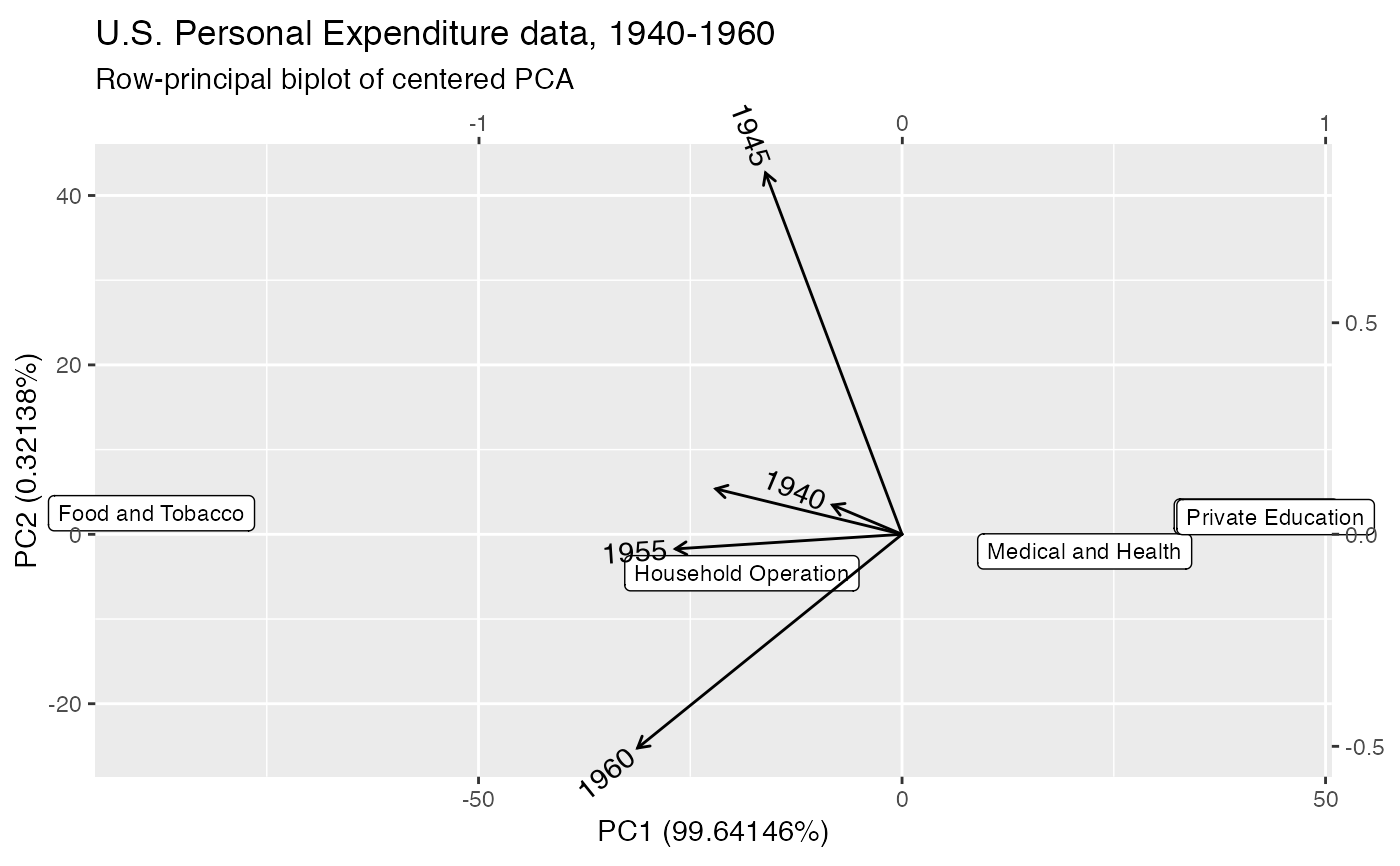 U.S. Personal Expenditure data, 1940-1960
Row-principal biplot of centered PCA
-1 0 1
1945
40
20
0
-20
PC2 (0.32138%)
0.5
0.0
-0.5
1940
Food and Tobacco
Private Education
Medical and Health
1955
Household Operation
1960
-50 0 50
PC1 (99.64146%)